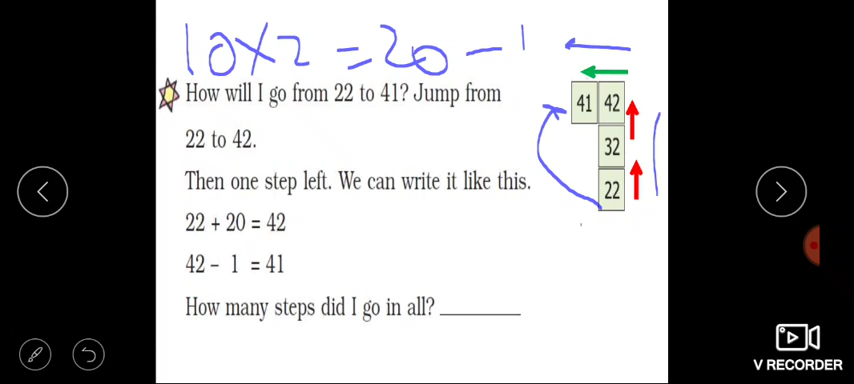 10 X 2 = 20 - 1
How will I go from 22 to 41? Jump from
22 to 42.
Then one step left. We can write it like this.
22 + 20 = 42
42 - 1 = 41
How many steps did I go in all? ________
41 42
32
22
V RECORDER